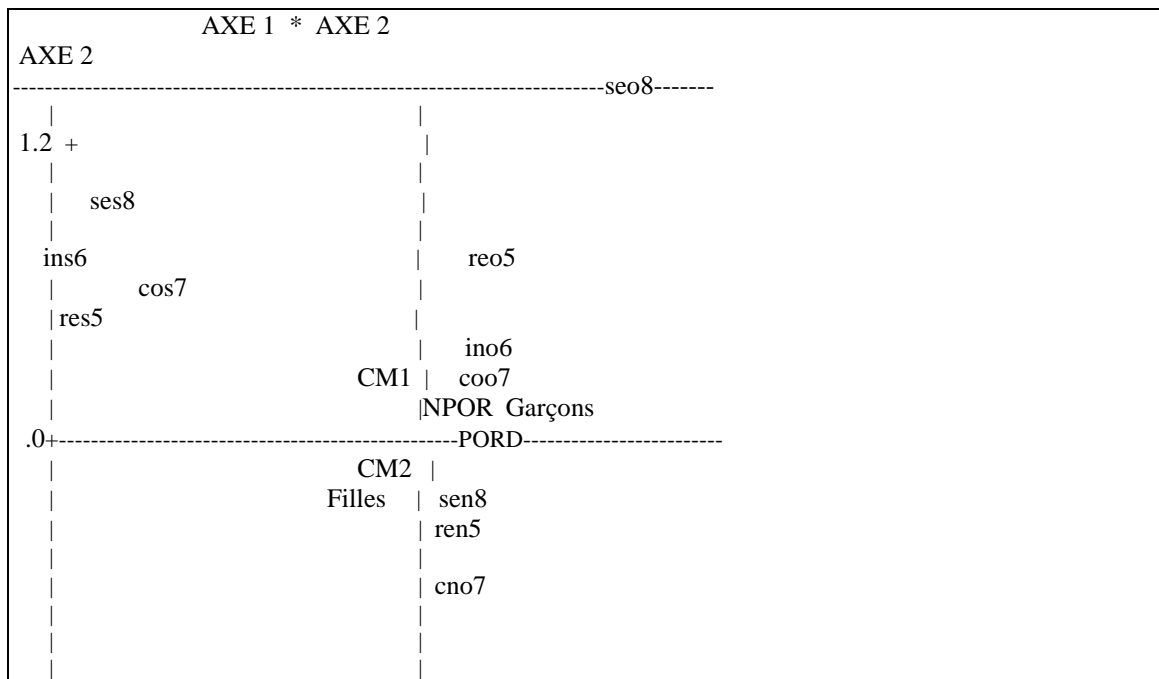 AXE 1 * AXE 2
AXE 2
---------------------------------------------------------------------------seo8-------
| |
1.2 + |
| |
| ses8 |
| |
ins6 | reo5
| cos7 |
| res5 |
| | ino6
| CM1 | coo7
| |NPOR Garçons
.0+--------------------------------------------------PORD-------------------------
| CM2 |
| Filles | sen8
| | ren5
| |
| | cno7
| |
| |
| |